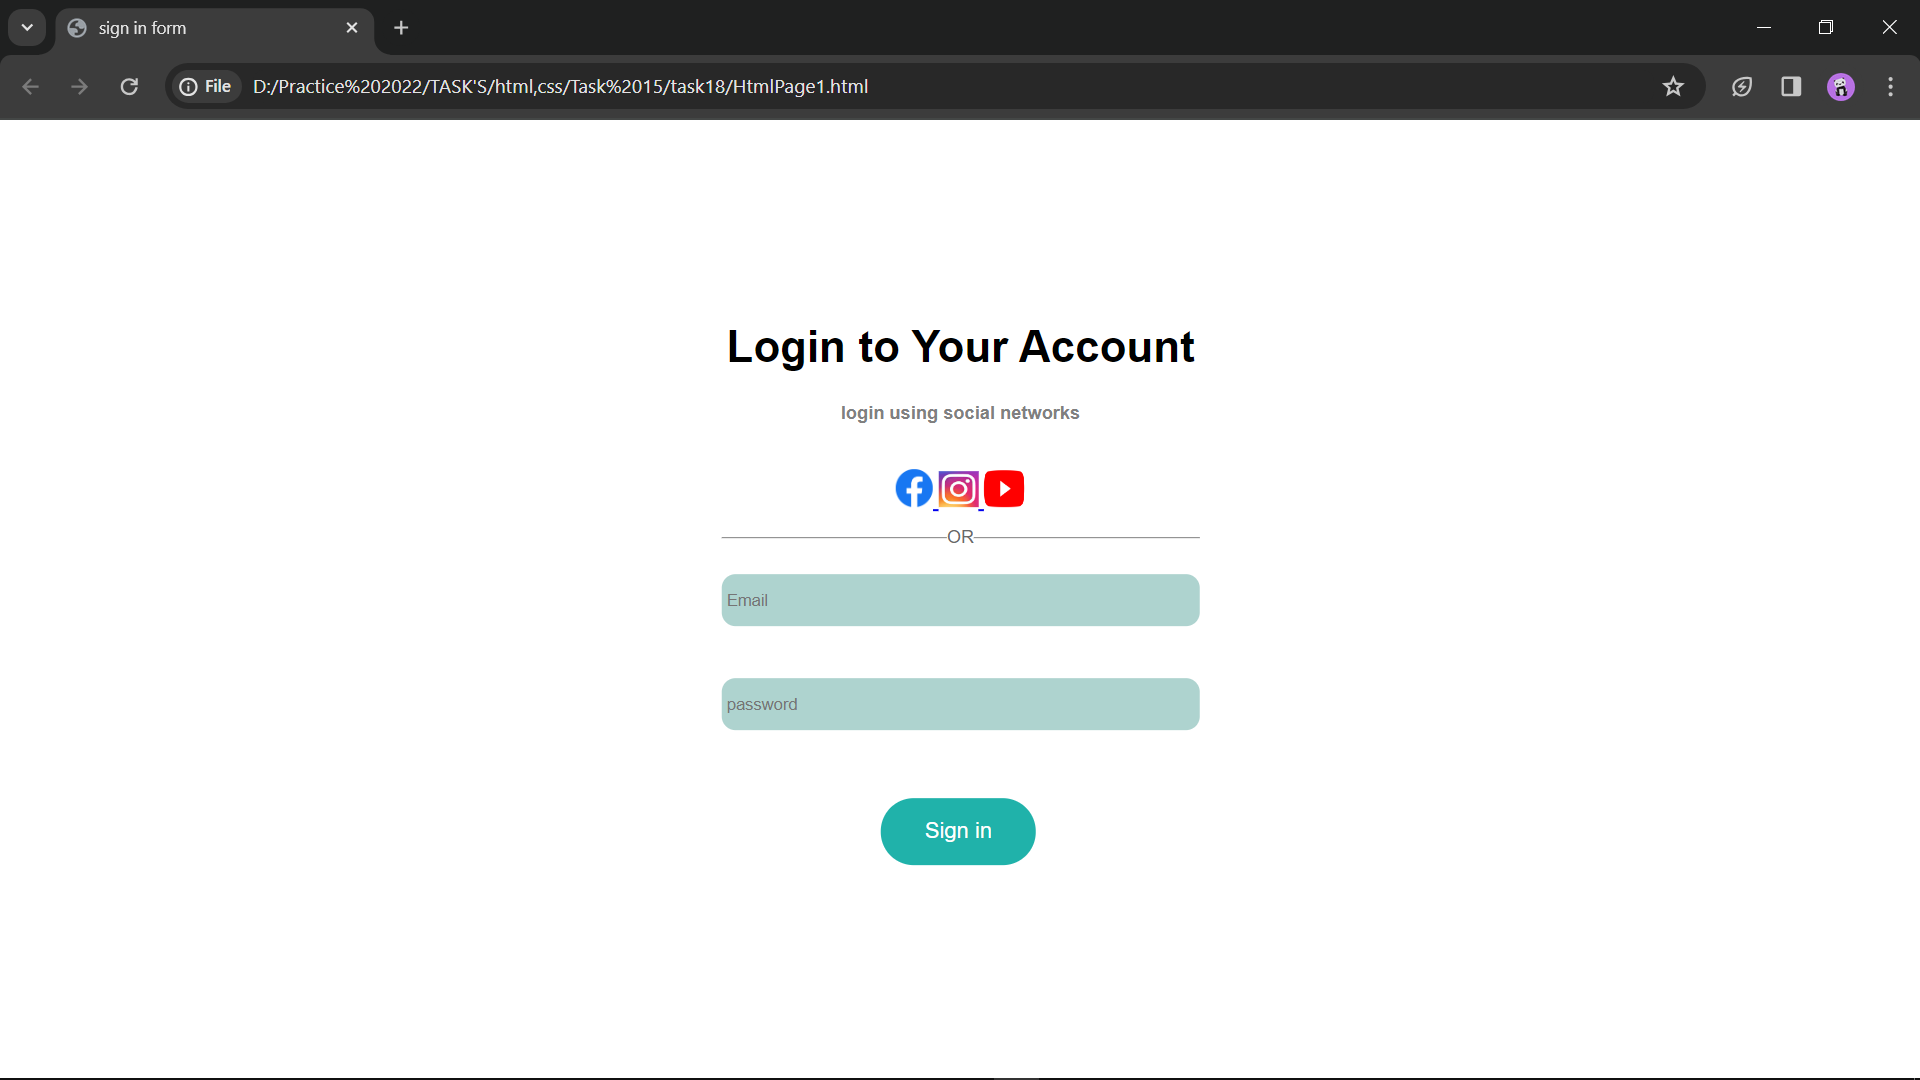 sign in form
File D:/Practice%202022/TASK'S/html,css/Task%2015/task18/HtmlPage1.html
Login to Your Account
login using social networks
OR
Email
password
Sign in